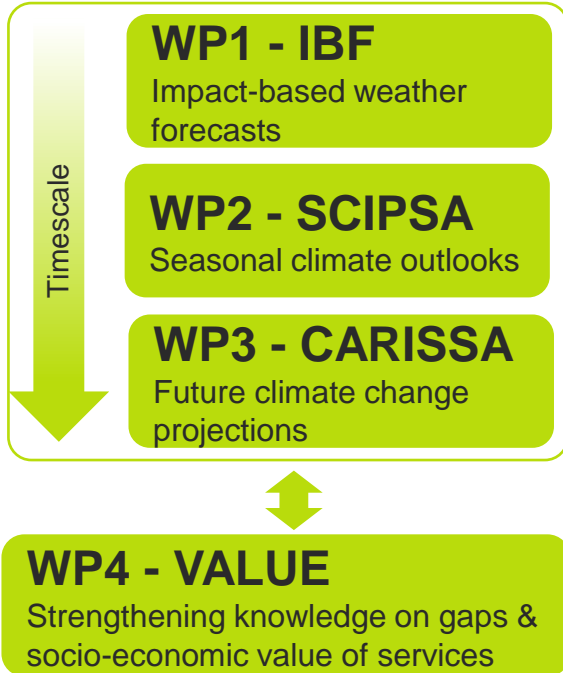 WP1 - IBF
Impact-based weather
forecasts
Timescale
WP2 - SCIPSA
Seasonal climate outlooks
WP3 - CARISSA
Future climate change
projections
WP4 - VALUE
Strengthening knowledge on gaps &
socio-economic value of services